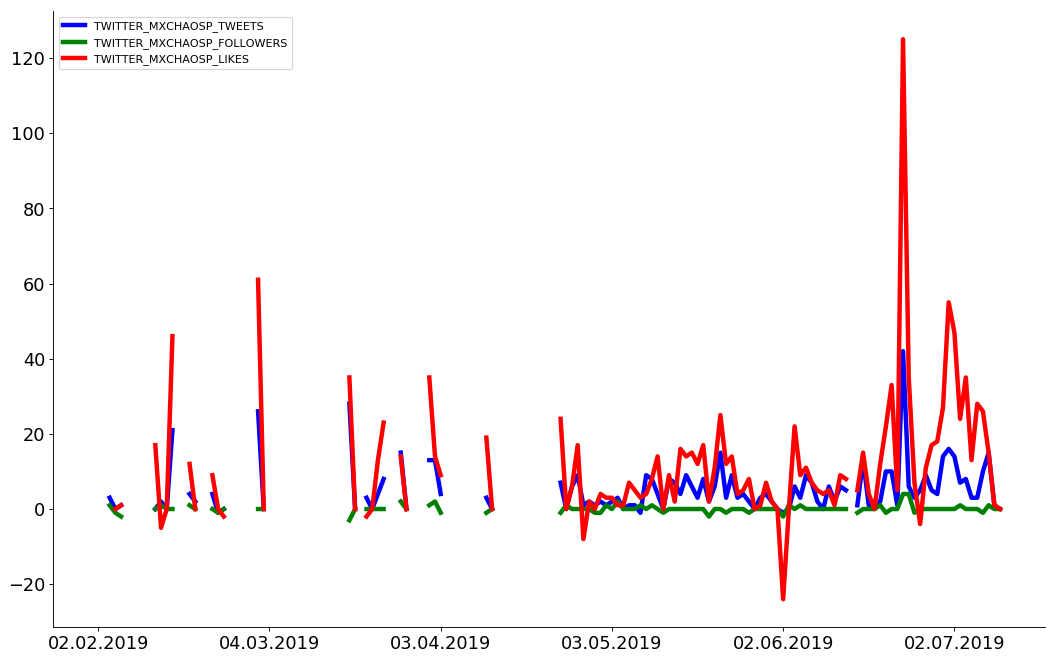 TWITTER_MXCHAOSP_TWEETS
TWITTER_MXCHAOSP_FOLLOWERS
TWITTER_MXCHAOSP_LIKES
120
100
80
60
40
20
0
−20
02.02.2019 04.03.2019 03.04.2019 03.05.2019 02.06.2019 02.07.2019